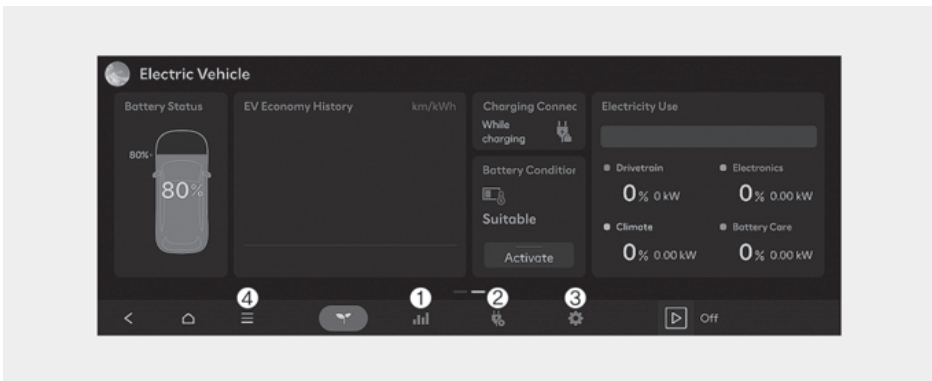 Electric Vehicle
Battery Status
80%
80%
EV Economy History km/kWh
Charging Connec
While
charging
Battery Condition
Suitable
Activate
Electricity Use
Drivetrain Electronics
0% 0 kW 0% 0.00 kW
Climate Battery Care
0% 0.00 kW 0% 0.00 kW
4 1 2 3
Off